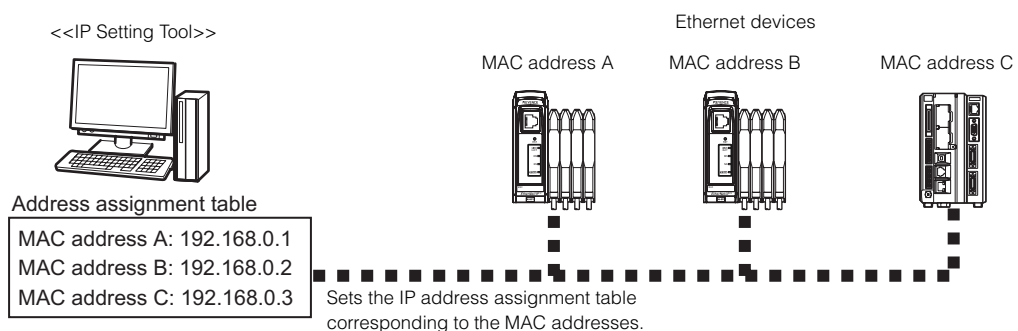 <<IP Setting Tool>>
Ethernet devices
MAC address A
MAC address B
MAC address C
Address assignment table
MAC address A: 192.168.0.1
MAC address B: 192.168.0.2
MAC address C: 192.168.0.3
Sets the IP address assignment table
corresponding to the MAC addresses.